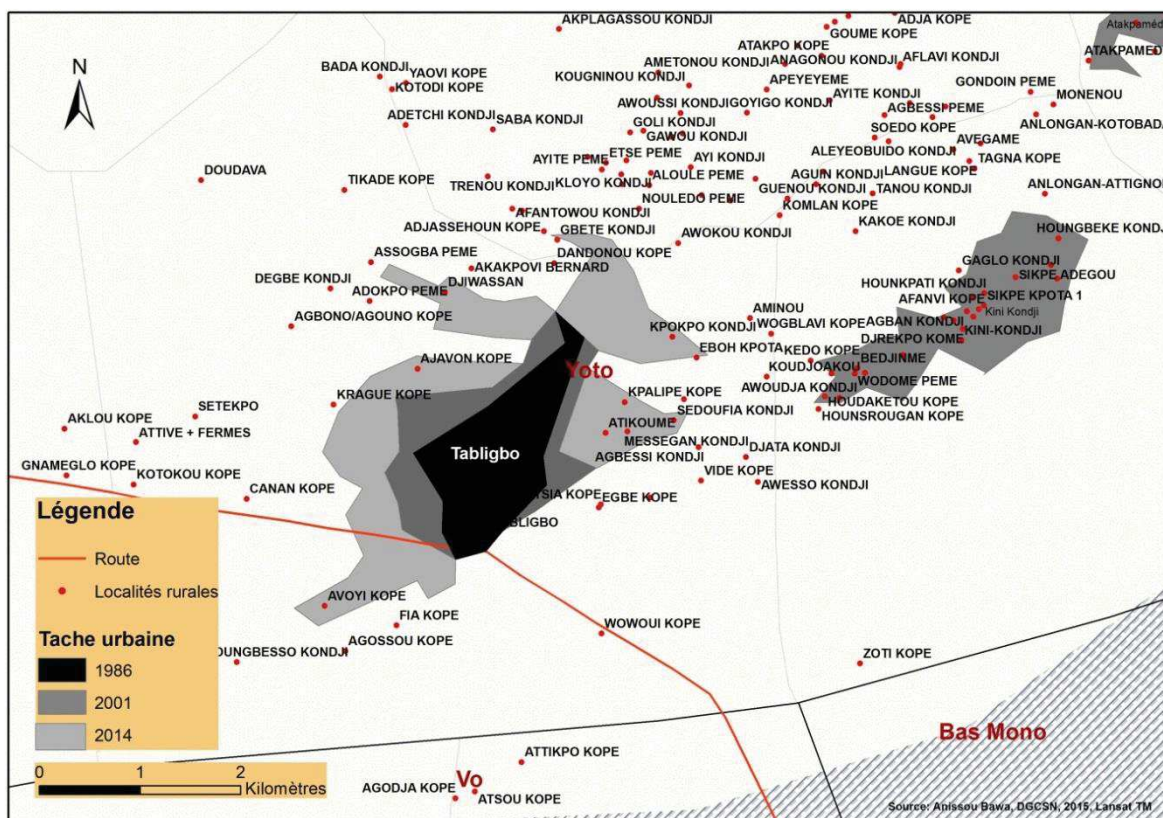 AKPLAGASSOU KONDJI
ADJA KOPE
GOUME KOPE
Atakpaméd
ATAKPO KOPE
ATAKPAMED
N
AMETONOU KONDJI
ANAGONOU KONDJI
AFLAVI KONDJI
BADA KONDJI
YAOVI KOPE
KOUGNINOU KONDJI
KOTODI KOPE
APEYEYEME
GONDOIN PEME
AWOUSSI KONDJI
GOYIGO KONDJI
AYITE KONDJI
MONENOU
AGBESSI PEME
ADETCHI KONDJI
SABA KONDJI
GOLI KONDJI
SOEDO KOPE
ANLONGAN-KOTOBADA
GAWOU KONDJI
AVEGAME
ETSE PEME
ALEYEOBUIDO KONDJI
AYITE PEME
AYI KONDJI
TAGNA KOPE
DOUDAVA
TIKADE KOPE
TRENOU KONDJI
KLOYO KONDJI
ALOULE PEME
AGUIN KONDJI
LANGUE KOPE
GUENOU KONDJI
TANOU KONDJI
ANLONGAN-ATTIGNON
NOULEDO PEME
KOMLAN KOPE
AFANTOWOU KONDJI
ADJASSEHOUN KOPE
GBETE KONDJI
AWOKOU KONDJI
KAKOE KONDJI
HOUNGBEKE KONDJ
ASSOGBA PEME
DANDONOU KOPE
AKAKPOVI BERNARD
GAGLO KONDJI
DEGBE KONDJI
DJIWASSAN
SIKPE ADEGOU
ADOKPO PEME
HOUNKPATI KONDJI
AFANVI KOPE
SIKPE KPOTA 1
AGBONO/AGOUNO KOPE
AMINOU
Kini Kondji
KPOKPO KONDJI
WOGBLAVI KOPE
AGBAN KONDJI
KINI-KONDJI
EBOH KPOTA
KEDO KOPE
DJREKPO KOME
AJAVON KOPE
Yoto
KOUDJOAKOU
BEDJINME
KRAGUE KOPE
KPALIPE KOPE
AWOUDJA KONDJI
WODOME PEME
SETEKPO
SEDOUFIA KONDJI
HOUDAKETOU KOPE
AKLOU KOPE
ATIKOUME
HOUNSROUGAN KOPE
ATTIVE + FERMES
MESSEGAN KONDJI
Tabligbo
AGBESSI KONDJI
DJATA KONDJI
GNAMEGLO KOPE
KOTOKOU KOPE
VIDE KOPE
AWESSO KONDJI
CANAN KOPE
YSIA KOPE
EGBE KOPE
Légende
BLIGBO
Route
Localités rurales
AVOYI KOPE
FIA KOPE
WOWOUI KOPE
Tache urbaine
AGOSSOU KOPE
OUNGBESSO KONDJI
ZOTI KOPE
1986
2001
2014
Bas Mono
ATTIKPO KOPE
0 1 2
Kilomètres
Vo
AGODJA KOPE
ATSOU KOPE
Source: Anissou Bawa, DGCSN, 2015, Lansat TM